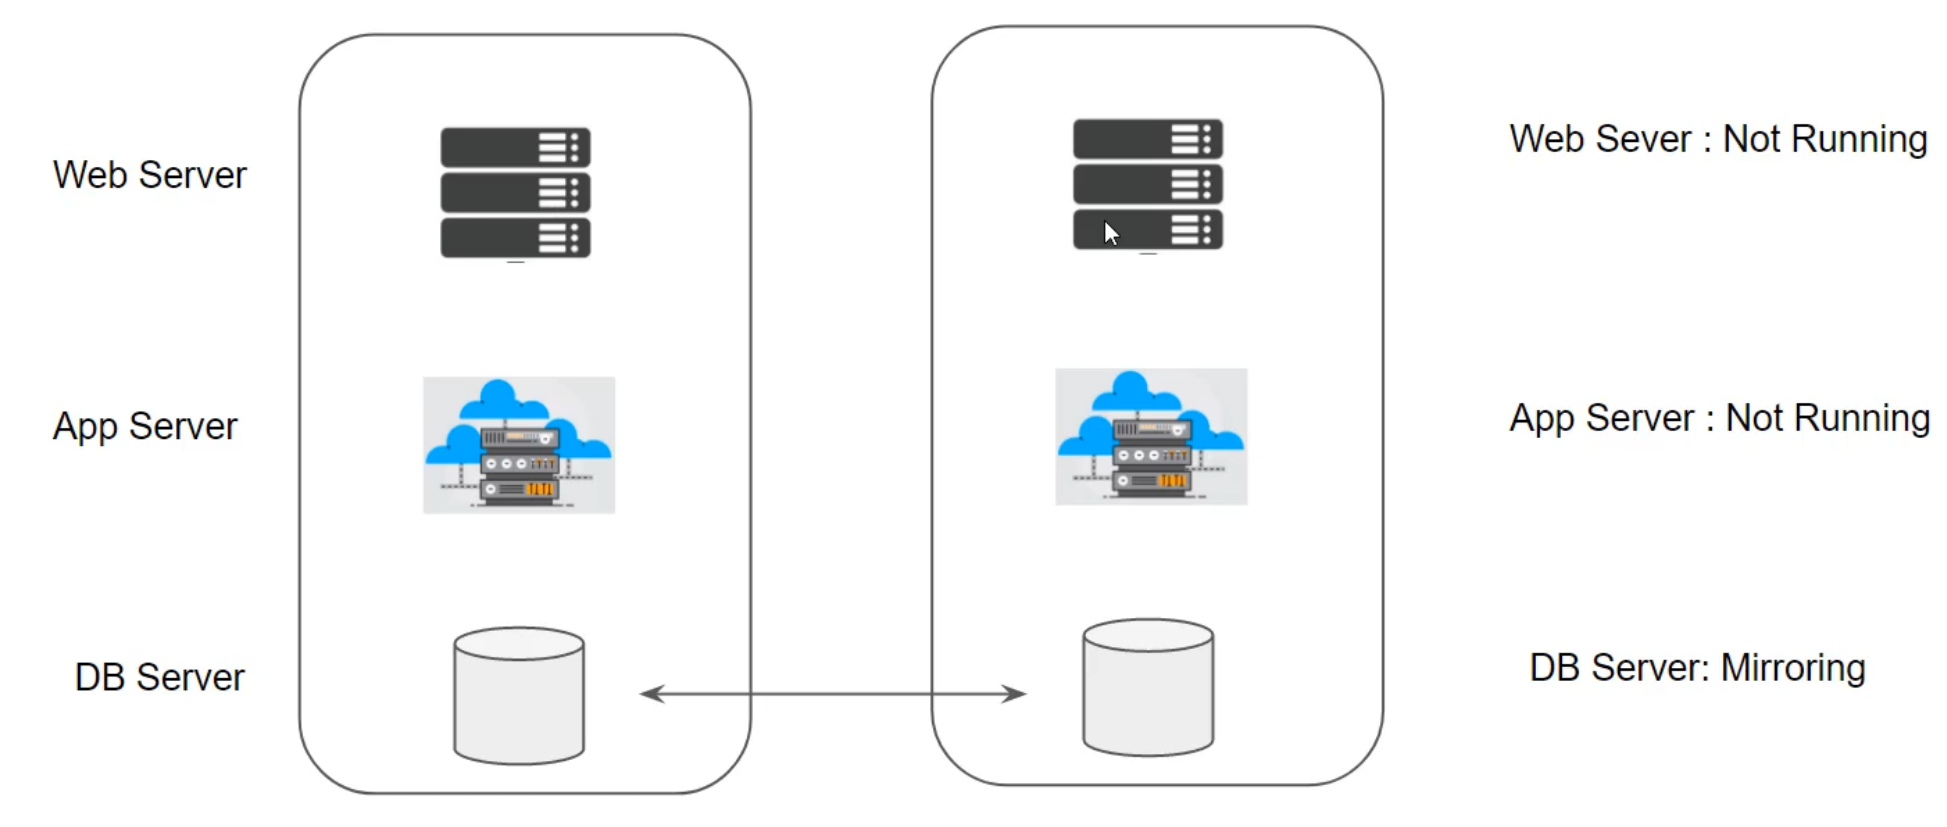 Web Server
Web Sever : Not Running
App Server
App Server : Not Running
DB Server
DB Server: Mirroring